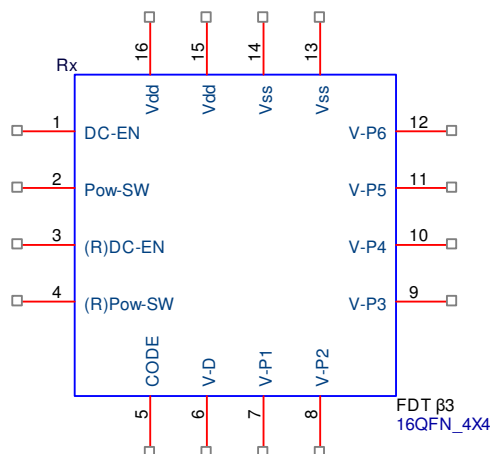 16 15 14 13
Rx
Vdd Vdd Vss Vss
1 DC-EN V-P6 12
2 Pow-SW V-P5 11
3 (R)DC-EN V-P4 10
4 (R)Pow-SW V-P3 9
CODE V-D V-P1 V-P2
5 6 7 8
FDT β3
16QFN_4X4